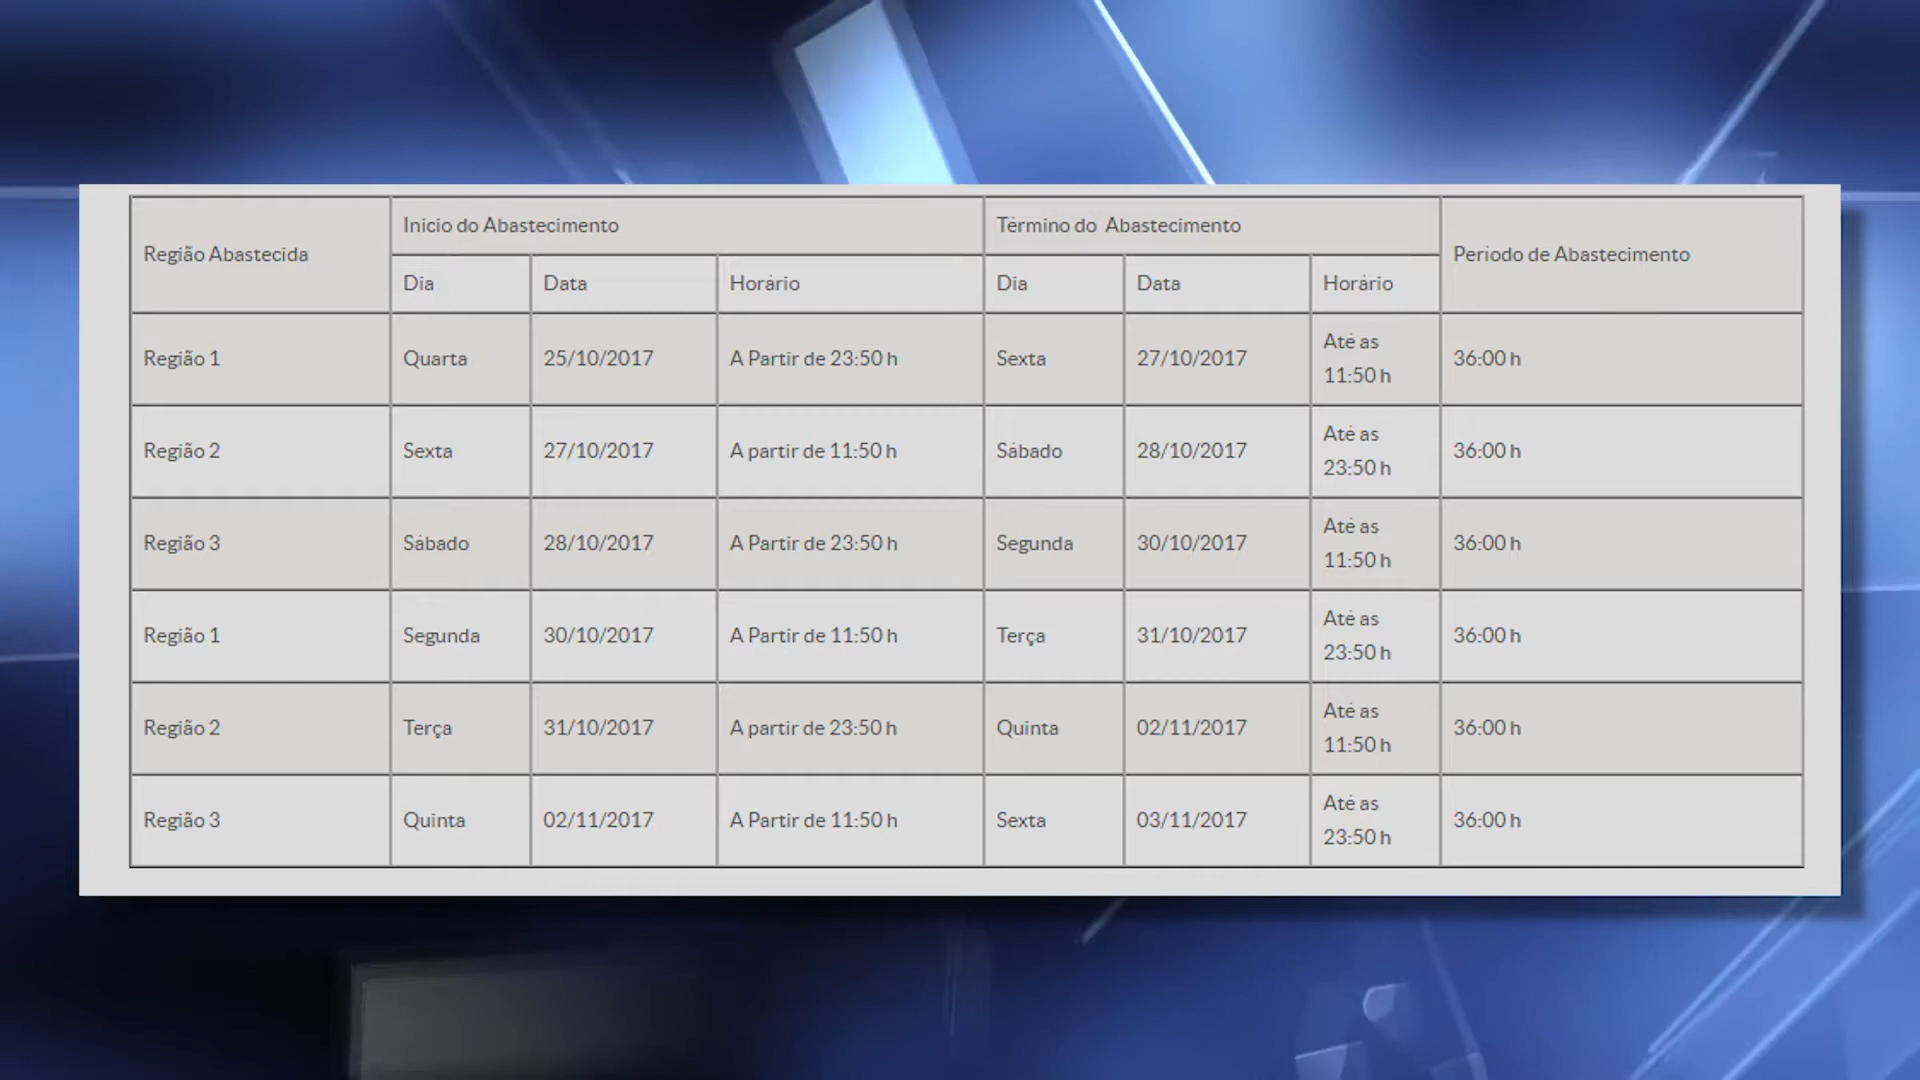 Região Abastecida
Início do Abastecimento
Término do Abastecimento
Período de Abastecimento
Dia
Data
Horário
Dia
Data
Horário
Região 1
Quarta
25/10/2017
A Partir de 23:50 h
Sexta
27/10/2017
Até as
11:50 h
36:00 h
Região 2
Sexta
27/10/2017
A partir de 11:50 h
Sábado
28/10/2017
Até as
23:50 h
36:00 h
Região 3
Sábado
28/10/2017
A Partir de 23:50 h
Segunda
30/10/2017
Até as
11:50 h
36:00 h
Região 1
Segunda
30/10/2017
A Partir de 11:50 h
Terça
31/10/2017
Até as
23:50 h
36:00 h
Região 2
Terça
31/10/2017
A partir de 23:50 h
Quinta
02/11/2017
Até as
11:50 h
36:00 h
Região 3
Quinta
02/11/2017
A Partir de 11:50 h
Sexta
03/11/2017
Até as
23:50 h
36:00 h